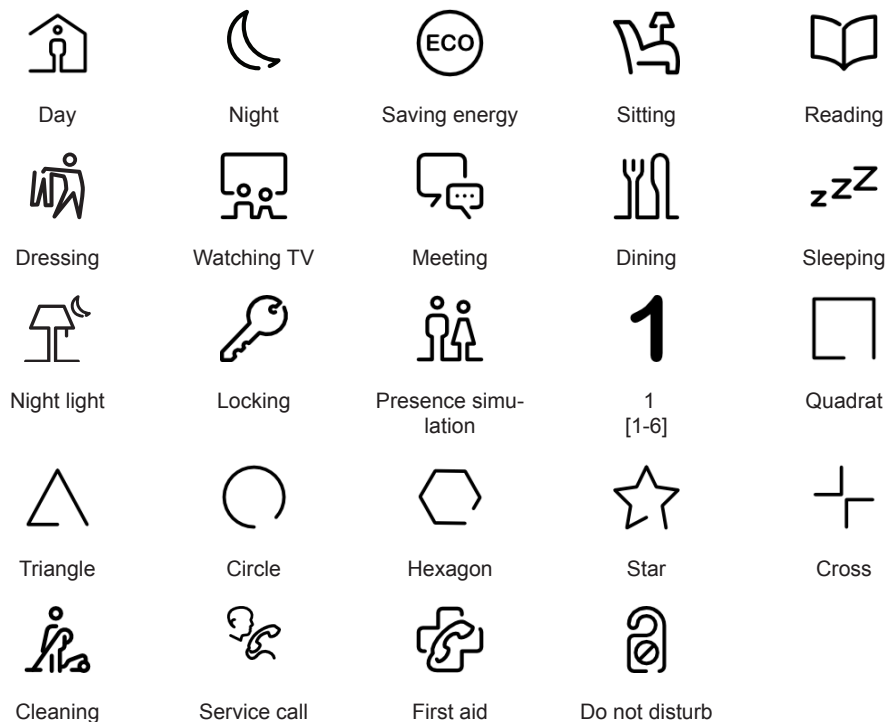 ECO
Day Night Saving energy Sitting Reading
zZZ
Dressing Watching TV Meeting Dining Sleeping
1
Night light Locking Presence simu-
lation 1
[1-6] Quadrat
Triangle Circle Hexagon Star Cross
Cleaning Service call First aid Do not disturb